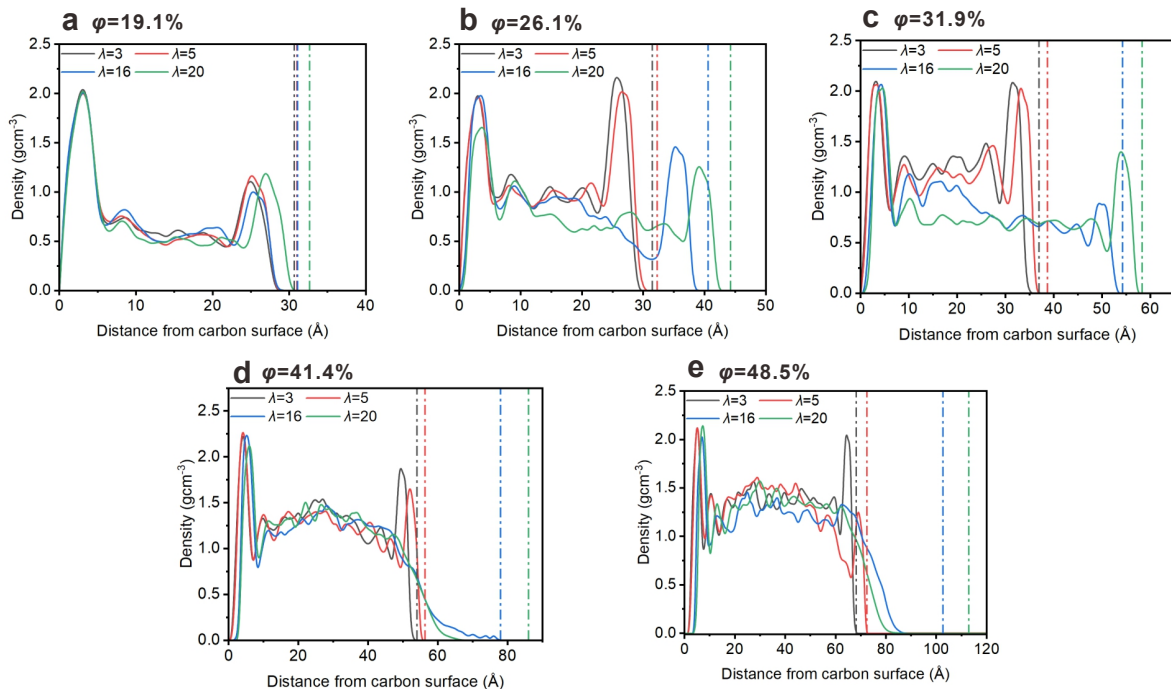 a φ=19.1%
λ=3 λ=5
λ=16 λ=20
Density (gcm⁻³)
2.5
2.0
1.5
1.0
0.5
0.0
0 10 20 30 40
Distance from carbon surface (Å)
b φ=26.1%
λ=3 λ=5
λ=16 λ=20
Density (gcm⁻³)
2.5
2.0
1.5
1.0
0.5
0.0
0 10 20 30 40 50
Distance from carbon surface (Å)
c φ=31.9%
λ=3 λ=5
λ=16 λ=20
Density (gcm⁻³)
2.5
2.0
1.5
1.0
0.5
0.0
0 10 20 30 40 50 60
Distance from carbon surface (Å)
d φ=41.4%
λ=3 λ=5
λ=16 λ=20
Density (gcm⁻³)
2.5
2.0
1.5
1.0
0.5
0.0
0 20 40 60 80
Distance from carbon surface (Å)
e φ=48.5%
λ=3 λ=5
λ=16 λ=20
Density (gcm⁻³)
2.5
2.0
1.5
1.0
0.5
0.0
0 20 40 60 80 100 120
Distance from carbon surface (Å)